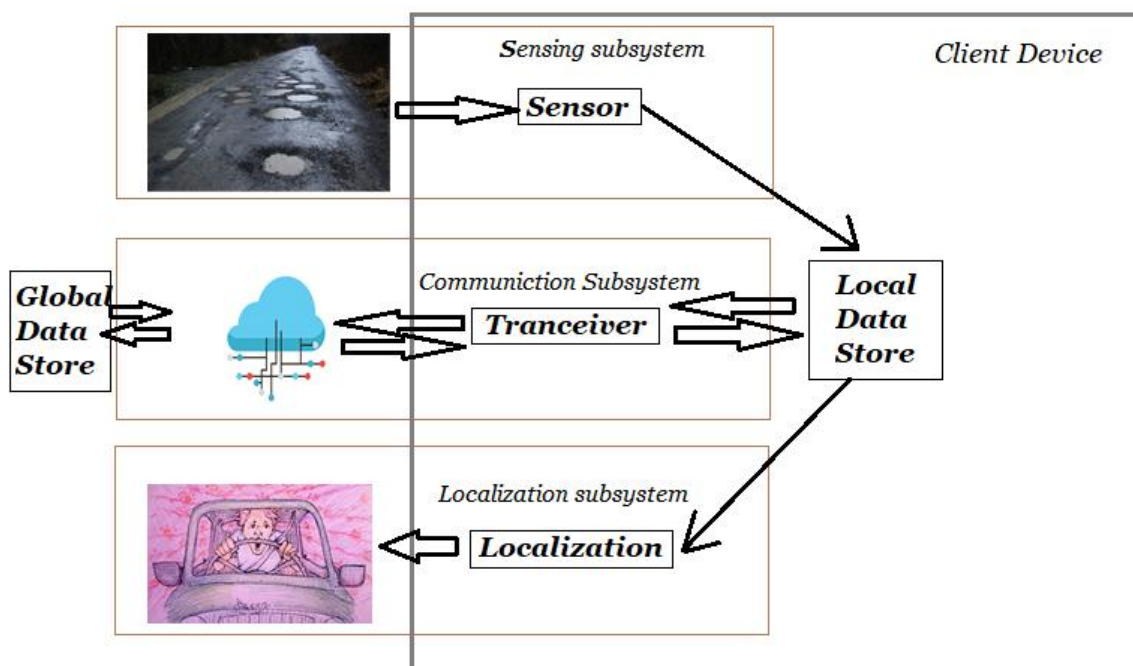 Sensing subsystem
Client Device
Sensor
Communiction Subsystem
Global
Data
Store
Tranceiver
Local
Data
Store
Localization subsystem
Localization